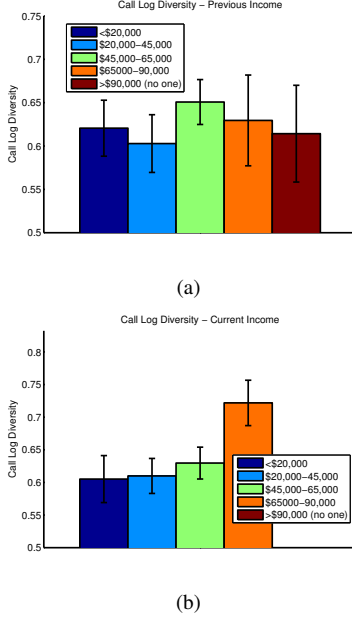 Call Log Diversity – Previous Income
0.75
0.7
0.65
0.6
0.55
0.5
Call Log Diversity
<$20,000
$20,000–45,000
$45,000–65,000
$65000–90,000
>$90,000 (no one)
(a)
Call Log Diversity – Current Income
0.8
0.75
0.7
0.65
0.6
0.55
0.5
Call Log Diversity
<$20,000
$20,000–45,000
$45,000–65,000
$65000–90,000
>$90,000 (no one)
(b)